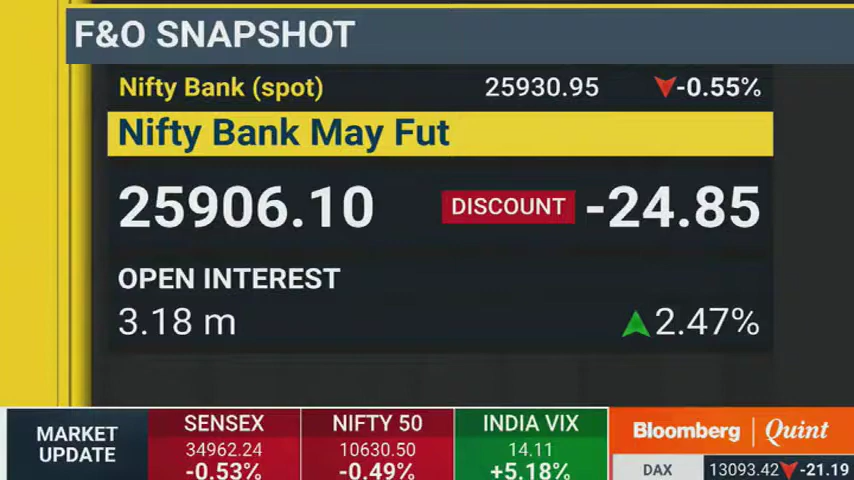 F&O SNAPSHOT
Nifty Bank (spot) 25930.95 -0.55%
Nifty Bank May Fut
25906.10 DISCOUNT -24.85
OPEN INTEREST
3.18 m 2.47%
MARKET UPDATE
SENSEX
34962.24
-0.53%
NIFTY 50
10630.50
-0.49%
INDIA VIX
14.11
+5.18%
Bloomberg | Quint
DAX 13093.42 -21.19